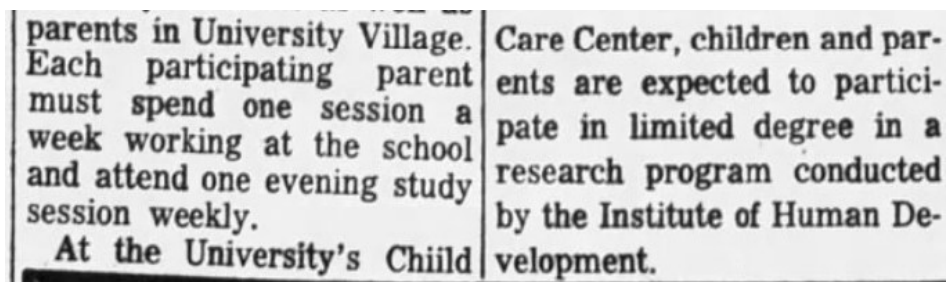 parents in University Village.
Each participating parent
must spend one session a
week working at the school
and attend one evening study
session weekly.
At the University's Chiild
Care Center, children and par-
ents are expected to partici-
pate in limited degree in a
research program conducted
by the Institute of Human De-
velopment.